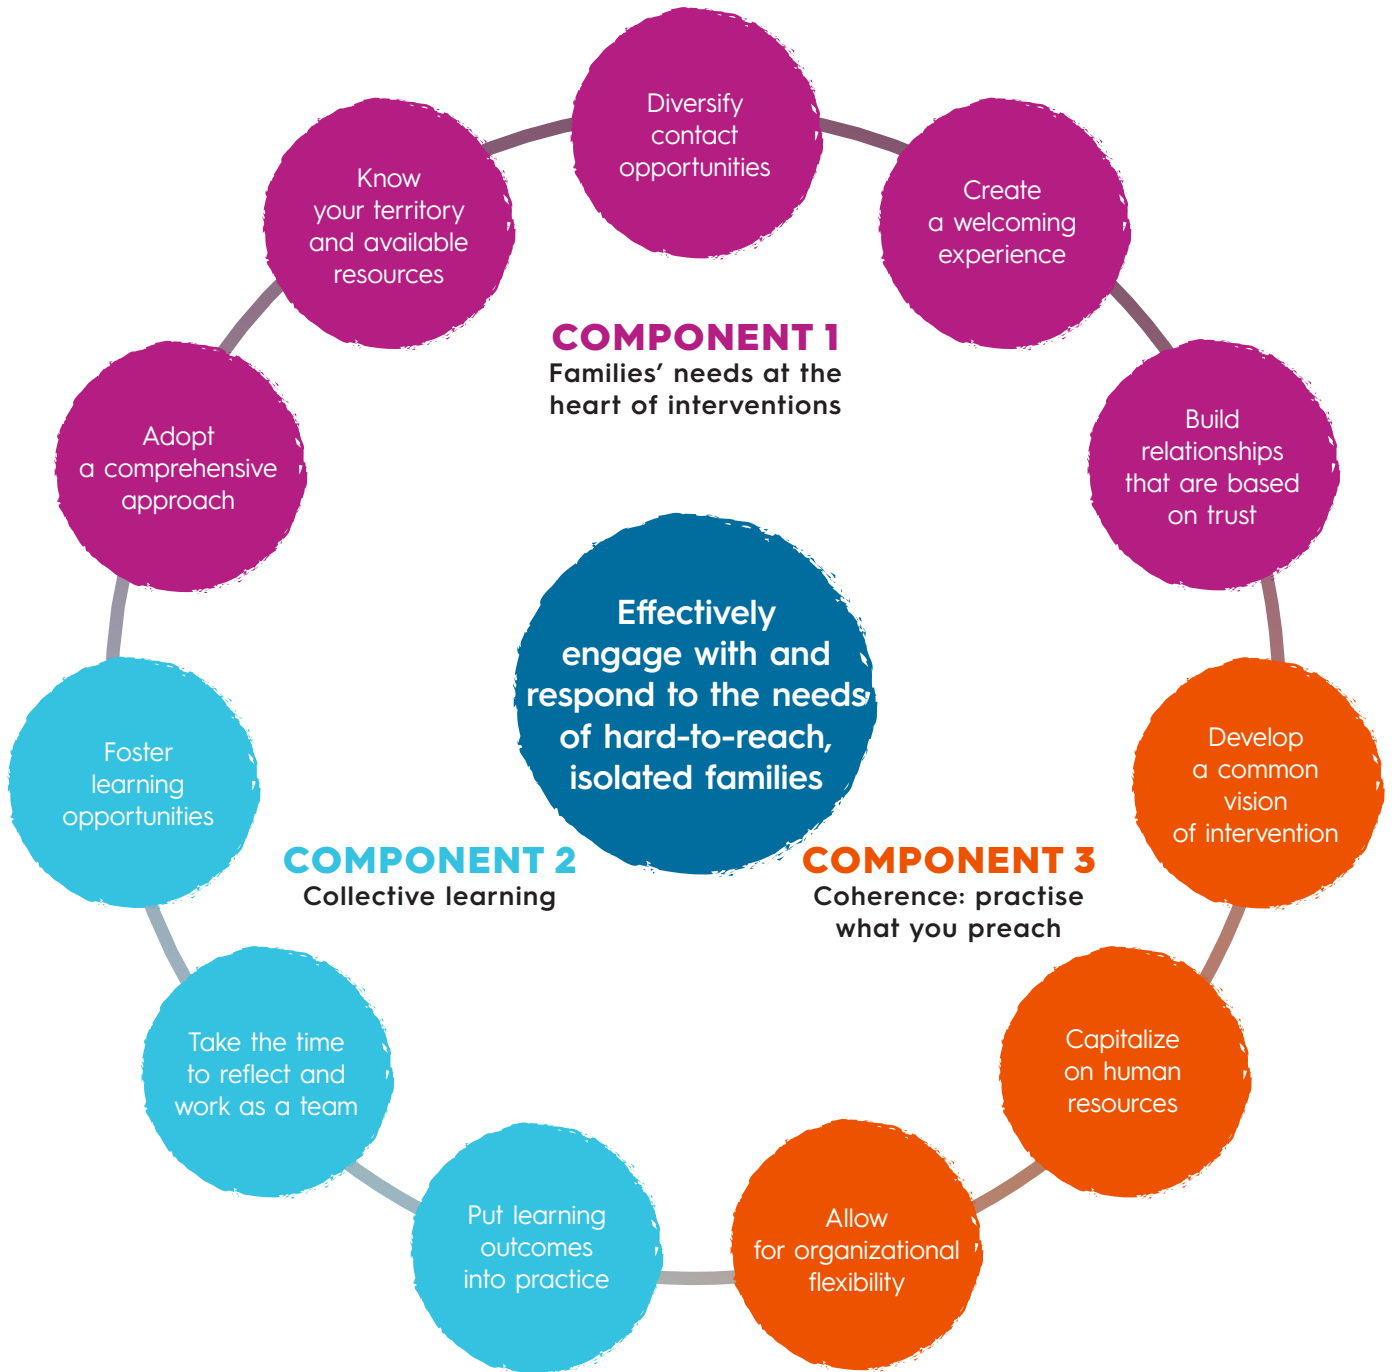 Diversify
contact
opportunities
Know
your territory
and available
resources
Create
a welcoming
experience
COMPONENT 1
Families’ needs at the
heart of interventions
Adopt
a comprehensive
approach
Build
relationships
that are based
on trust
Effectively
engage with and
respond to the needs
of hard-to-reach,
isolated families
Foster
learning
opportunities
Develop
a common
vision
of intervention
COMPONENT 2
Collective learning
COMPONENT 3
Coherence: practise
what you preach
Take the time
to reflect and
work as a team
Capitalize
on human
resources
Put learning
outcomes
into practice
Allow
for organizational
flexibility